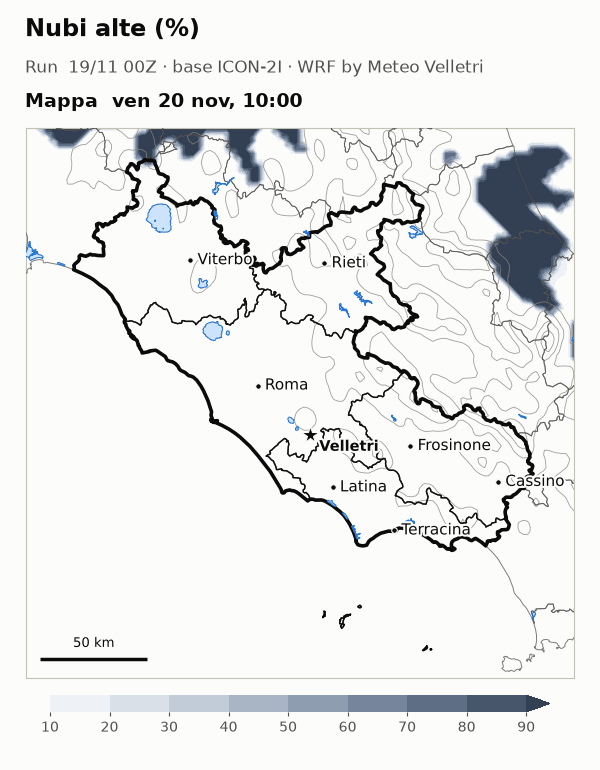 Nubi alte (%)
Run 19/11 00Z · base ICON-2I · WRF by Meteo Velletri
Mappa ven 20 nov, 10:00
Viterbo
Rieti
Roma
Velletri
Frosinone
Latina
Cassino
Terracina
50 km
10 20 30 40 50 60 70 80 90